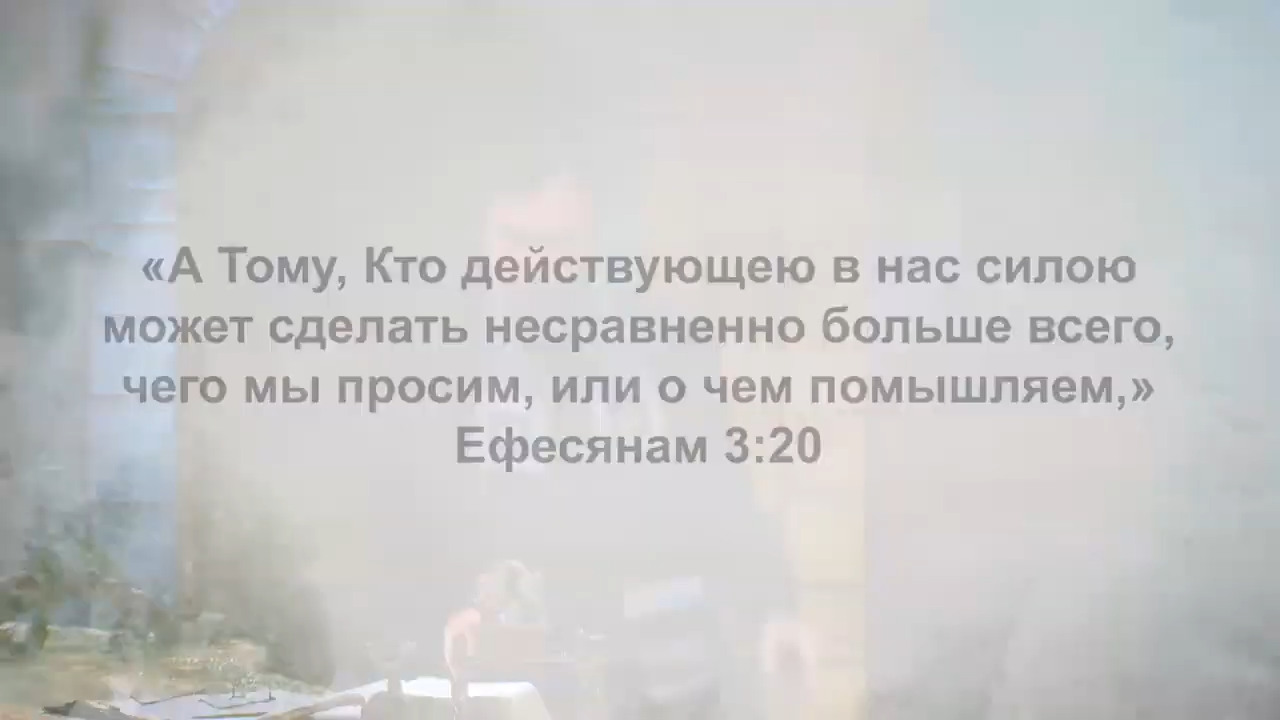 «А Тому, Кто действующею в нас силою
может сделать несравненно больше всего,
чего мы просим, или о чем помышляем,»
Ефесянам 3:20